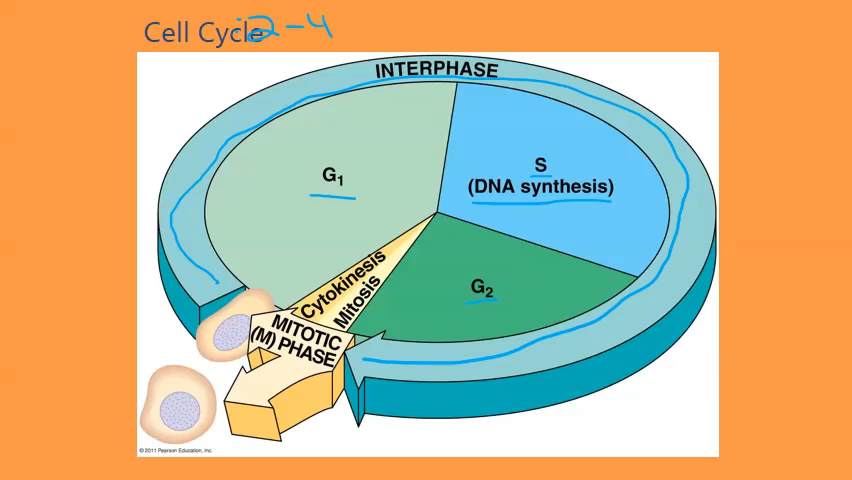 Cell Cycle 2-4
INTERPHASE
G1
S
(DNA synthesis)
Cytokinesis
Mitosis
G2
MITOTIC
(M) PHASE
© 2011 Pearson Education, Inc.